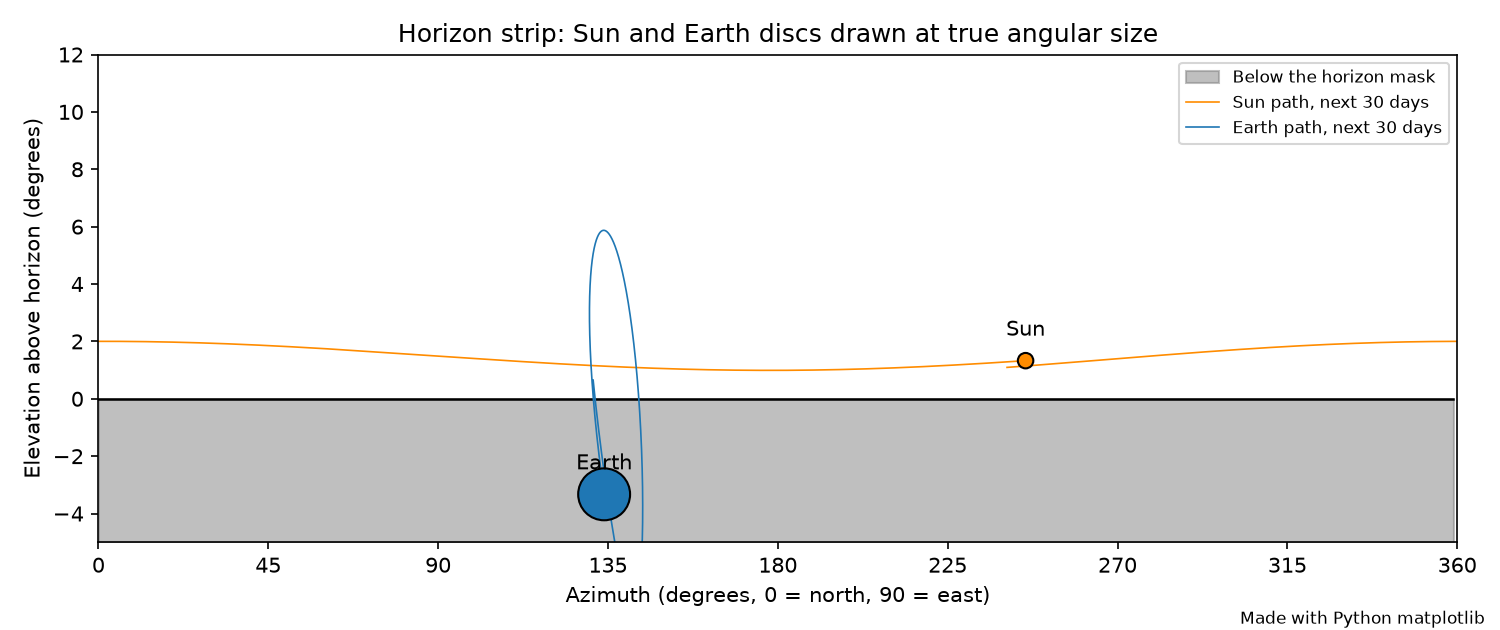 Horizon strip: Sun and Earth discs drawn at true angular size
12
10
8
6
4
2
0
−2
−4
Elevation above horizon (degrees)
Below the horizon mask
Sun path, next 30 days
Earth path, next 30 days
Sun
Earth
0 45 90 135 180 225 270 315 360
Azimuth (degrees, 0 = north, 90 = east)
Made with Python matplotlib